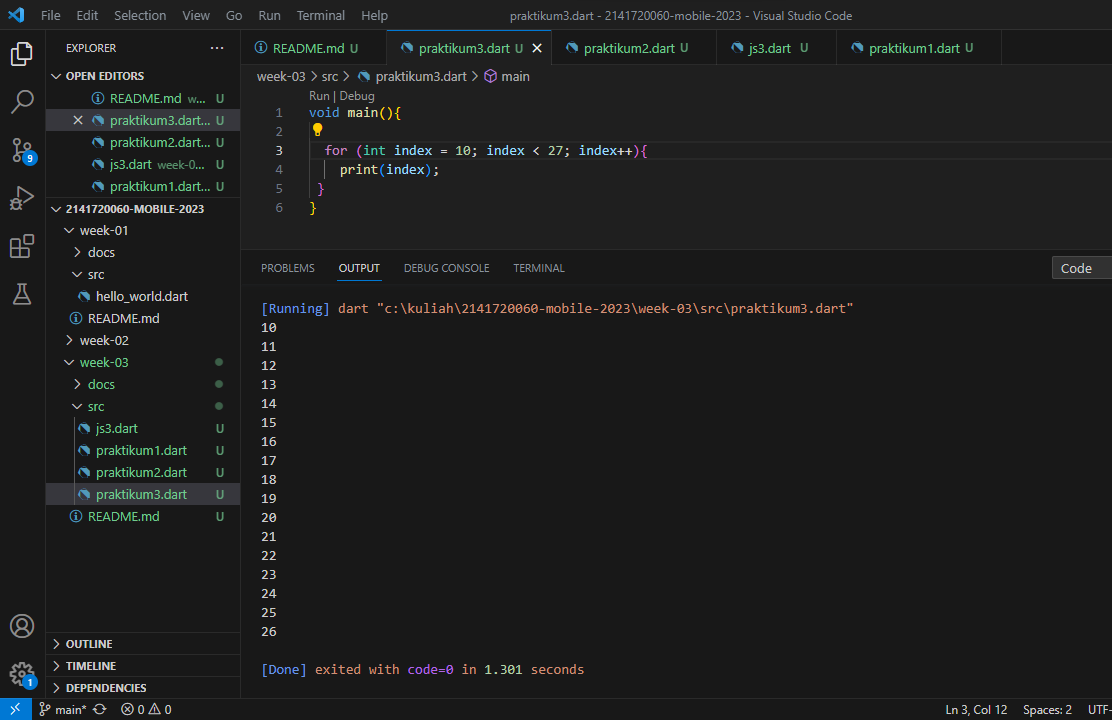 File Edit Selection View Go Run Terminal Help praktikum3.dart - 2141720060-mobile-2023 - Visual Studio Code
EXPLORER ···
OPEN EDITORS
README.md w... U
praktikum3.dart... U
praktikum2.dart... U
js3.dart week-0... U
praktikum1.dart... U
2141720060-MOBILE-2023
week-01
docs
src
hello_world.dart
README.md
week-02
week-03
docs
src
js3.dart U
praktikum1.dart U
praktikum2.dart U
praktikum3.dart U
README.md U
OUTLINE
TIMELINE
DEPENDENCIES
9
1
README.md U praktikum3.dart U praktikum2.dart U js3.dart U praktikum1.dart U
week-03 > src > praktikum3.dart > main
Run | Debug
1 void main(){
2
3 for (int index = 10; index < 27; index++){
4 print(index);
5 }
6 }
PROBLEMS OUTPUT DEBUG CONSOLE TERMINAL Code
[Running] dart "c:\kuliah\2141720060-mobile-2023\week-03\src\praktikum3.dart"
10
11
12
13
14
15
16
17
18
19
20
21
22
23
24
25
26
[Done] exited with code=0 in 1.301 seconds
main* 0 0 Ln 3, Col 12 Spaces: 2 UTF-